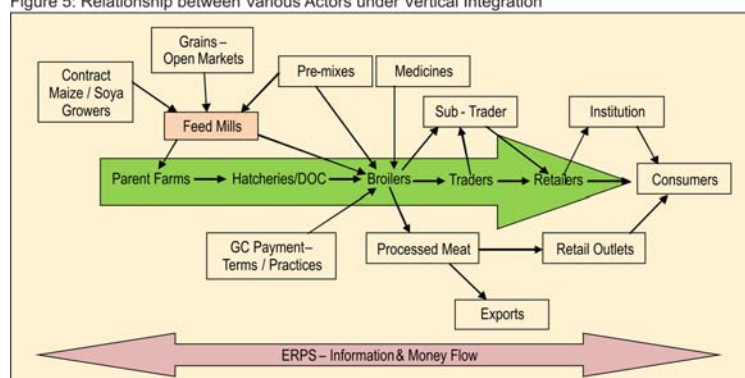 Figure 5: Relationship between Various Actors under Vertical Integration
Grains –
Open Markets
Contract
Maize / Soya
Growers
Pre-mixes
Medicines
Feed Mills
Sub - Trader
Institution
Parent Farms
Hatcheries/DOC
Broilers
Traders
Retailers
Consumers
GC Payment–
Terms / Practices
Processed Meat
Retail Outlets
Exports
ERPS – Information & Money Flow